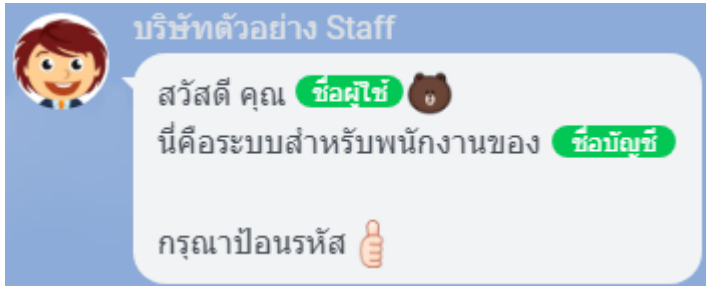 บริษัทตัวอย่าง Staff
สวัสดี คุณ ชื่อผู้ใช้
นี่คือระบบสำหรับพนักงานของ ชื่อบัญชี
กรุณาป้อนรหัส